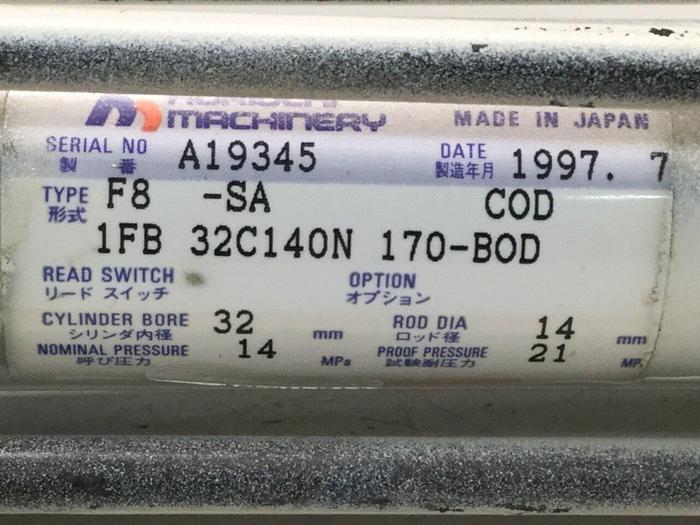 MACHINERY MADE IN JAPAN
SERIAL NO A19345 DATE 1997. 7
製 番 製造年月
TYPE F8 -SA COD
形式
1FB 32C140N 170-BOD
READ SWITCH OPTION
リード スイッチ オプション
CYLINDER BORE 32 mm ROD DIA 14 mm
シリンダ内径 ロッド径
NOMINAL PRESSURE 14 MPa PROOF PRESSURE 21 MP
呼び圧力 試験耐圧力